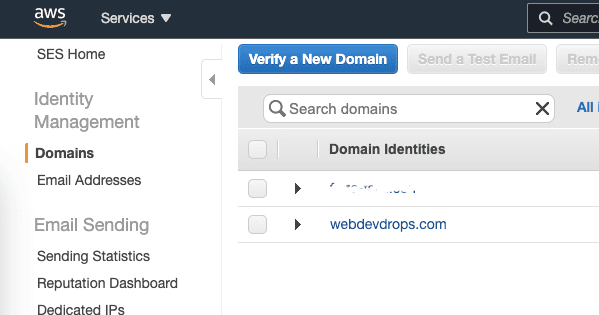 aws
Services
Searc
SES Home
Verify a New Domain
Send a Test Email
Rem
Identity
Management
Search domains
All i
Domains
Domain Identities
Email Addresses
webdevdrops.com
Email Sending
Sending Statistics
Reputation Dashboard
Dedicated IPs